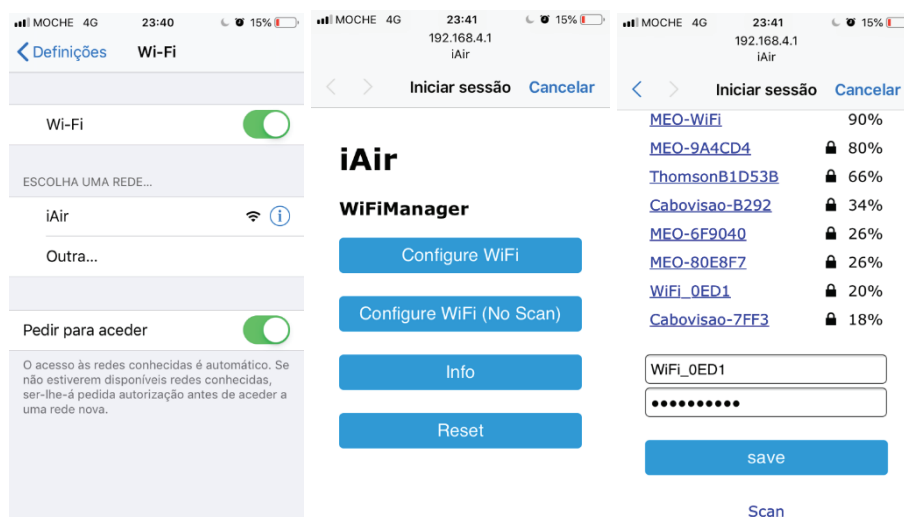 MOCHE 4G 23:40 15%
Definições Wi-Fi
Wi-Fi
ESCOLHA UMA REDE...
iAir
Outra...
Pedir para aceder
O acesso às redes conhecidas é automático. Se
não estiverem disponíveis redes conhecidas,
ser-lhe-á pedida autorização antes de aceder a
uma rede nova.
MOCHE 4G 23:41 15%
192.168.4.1
iAir
Iniciar sessão Cancelar
iAir
WiFiManager
Configure WiFi
Configure WiFi (No Scan)
Info
Reset
MOCHE 4G 23:41 15%
192.168.4.1
iAir
Iniciar sessão Cancelar
MEO-WiFi 90%
MEO-9A4CD4 80%
ThomsonB1D53B 66%
Cabovisao-B292 34%
MEO-6F9040 26%
MEO-80E8F7 26%
WiFi_0ED1 20%
Cabovisao-7FF3 18%
WiFi_0ED1
●●●●●●●●●●
save
Scan